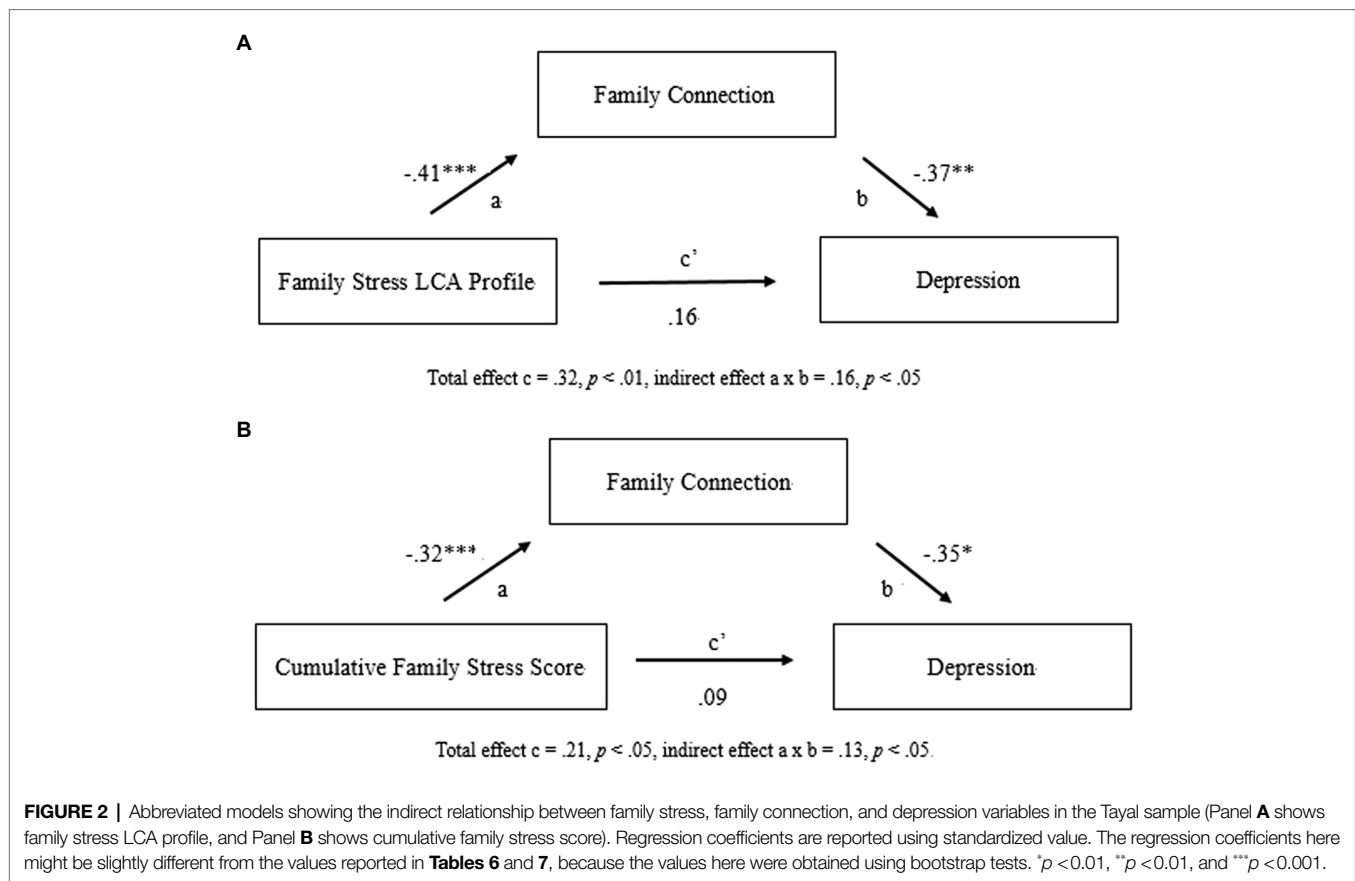 A
Family Connection
-.41***
a
-.37**
b
Family Stress LCA Profile
c’
.16
Depression
Total effect c = .32, p < .01, indirect effect a x b = .16, p < .05
B
Family Connection
-.32***
a
-.35*
b
Cumulative Family Stress Score
c’
.09
Depression
Total effect c = .21, p < .05, indirect effect a x b = .13, p < .05.
FIGURE 2 | Abbreviated models showing the indirect relationship between family stress, family connection, and depression variables in the Tayal sample (Panel A shows
family stress LCA profile, and Panel B shows cumulative family stress score). Regression coefficients are reported using standardized value. The regression coefficients here
might be slightly different from the values reported in Tables 6 and 7, because the values here were obtained using bootstrap tests. *p <0.01, **p <0.01, and ***p <0.001.